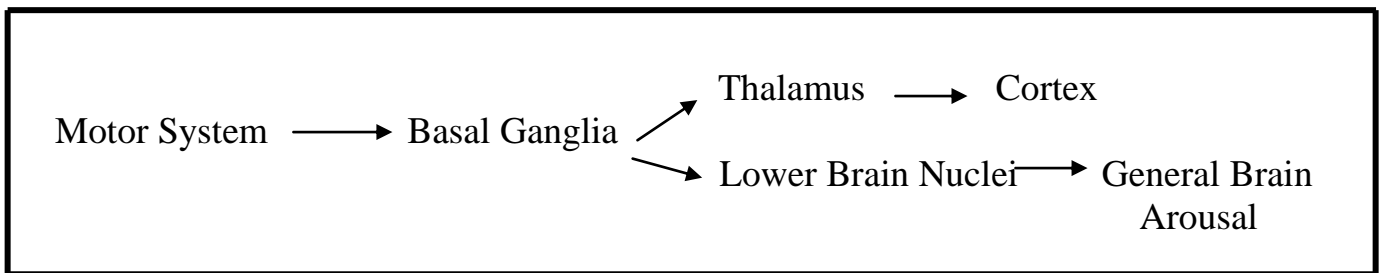 Thalamus
Cortex
Motor System
Basal Ganglia
Lower Brain Nuclei
General Brain
Arousal